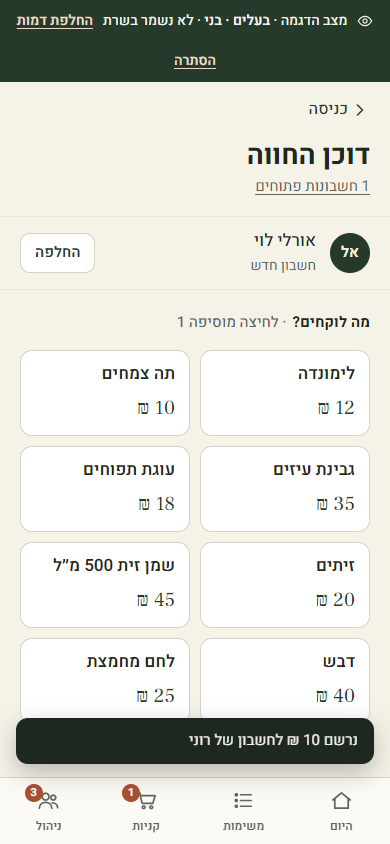 מצב הדגמה · בעלים · בני · לא נשמר בשרת החלפת דמות
הסתרה
כניסה
דוכן החווה
1 חשבונות פתוחים
אל
אורלי לוי
חשבון חדש
החלפה
מה לוקחים? · לחיצה מוסיפה 1
לימונדה
12 ₪
תה צמחים
10 ₪
גבינת עיזים
35 ₪
עוגת תפוחים
18 ₪
זיתים
20 ₪
שמן זית 500 מ״ל
45 ₪
דבש
40 ₪
לחם מחמצת
25 ₪
נרשם 10 ₪ לחשבון של רוני
היום
משימות
1
קניות
3
ניהול